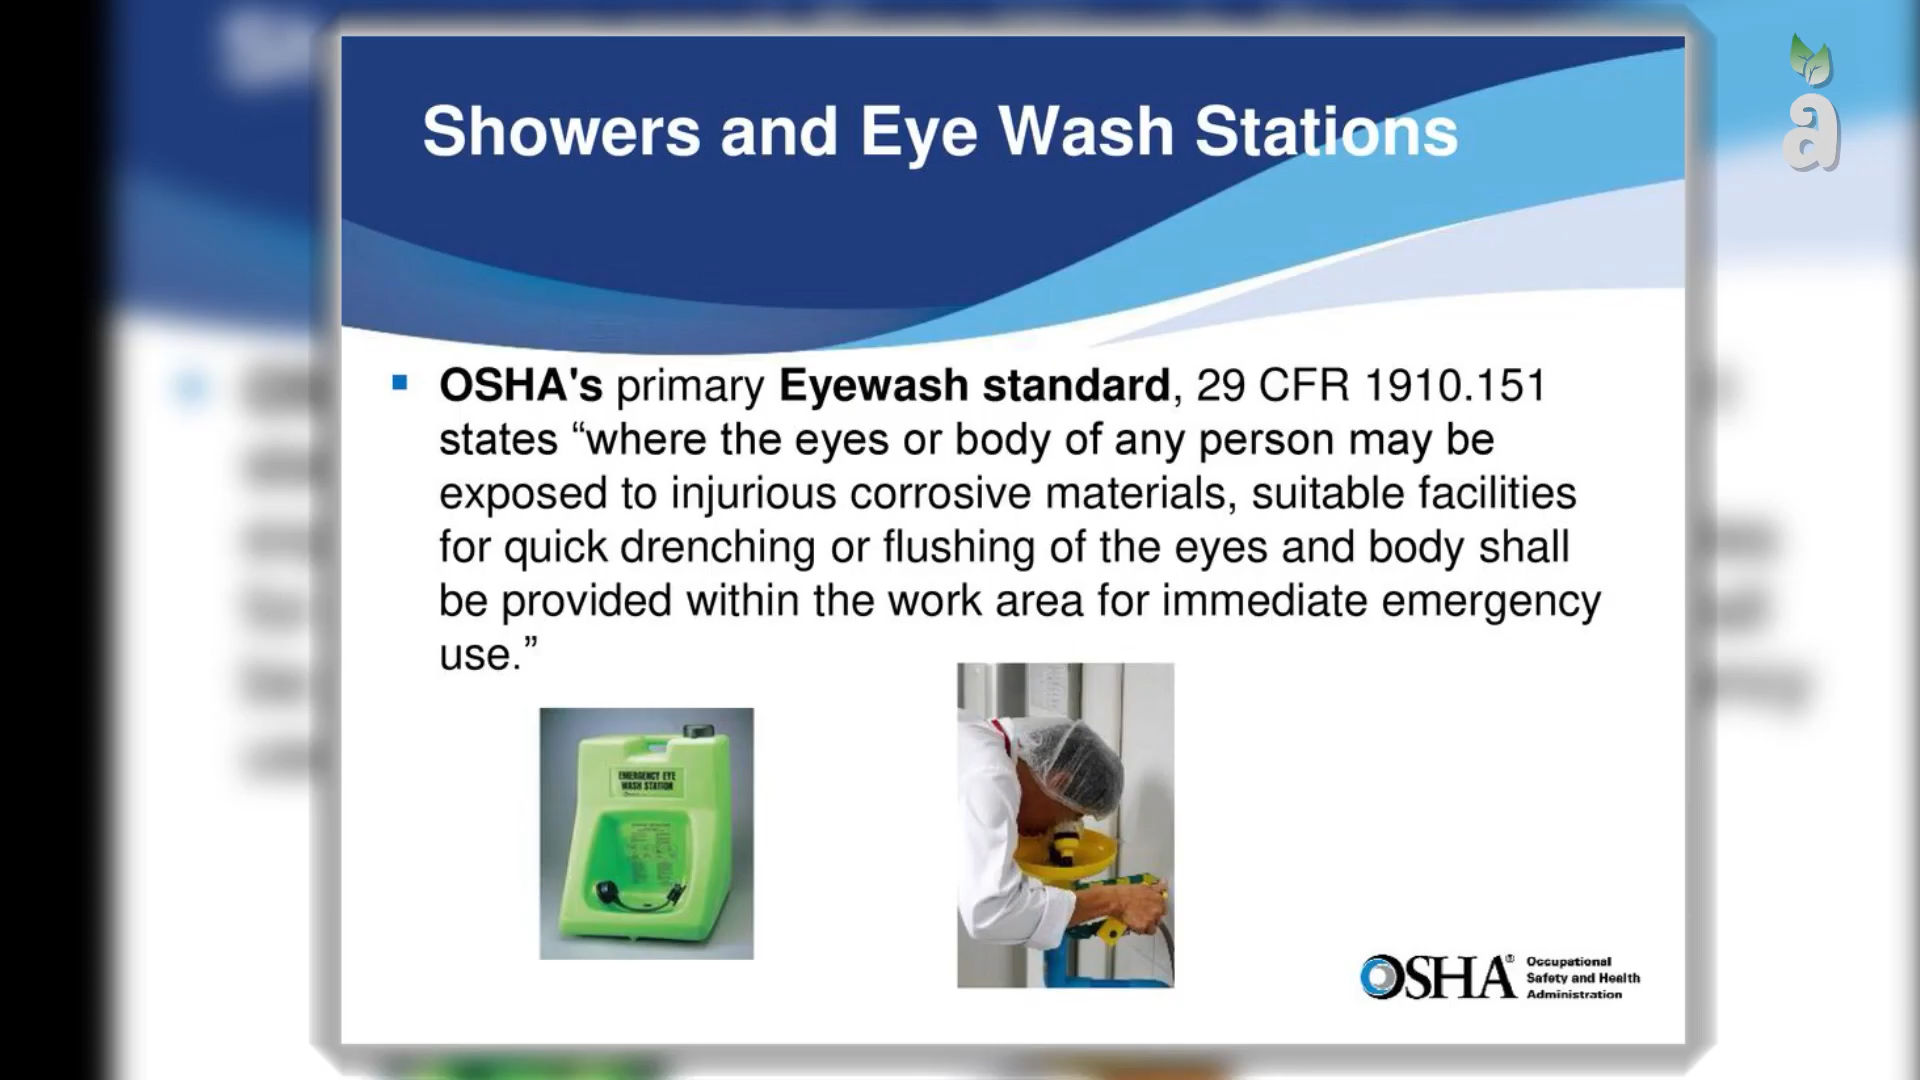 Showers and Eye Wash Stations
a
OSHA's primary Eyewash standard, 29 CFR 1910.151
states “where the eyes or body of any person may be
exposed to injurious corrosive materials, suitable facilities
for quick drenching or flushing of the eyes and body shall
be provided within the work area for immediate emergency
use.”
EMERGENCY EYE
WASH STATION
OSHA®
Occupational
Safety and Health
Administration